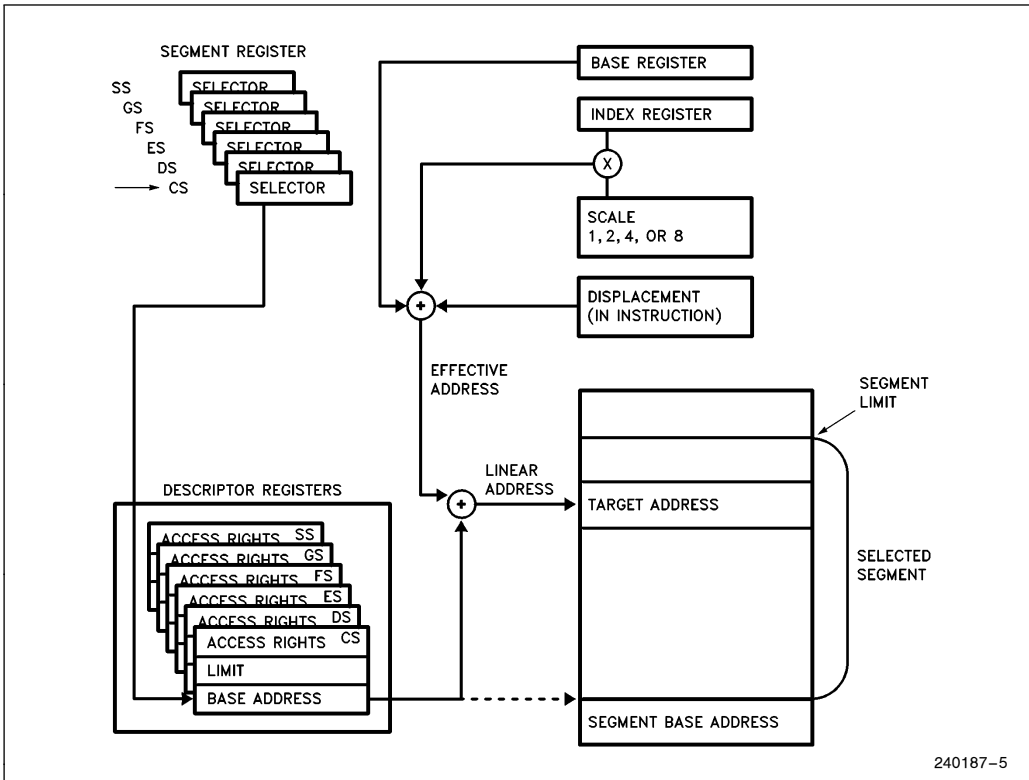 SEGMENT REGISTER
SS
GS
FS
ES
DS
CS
SELECTOR
SELECTOR
SELECTOR
SELECTOR
SELECTOR
SELECTOR
BASE REGISTER
INDEX REGISTER
X
SCALE
1, 2, 4, OR 8
DISPLACEMENT
(IN INSTRUCTION)
+
EFFECTIVE
ADDRESS
SEGMENT
LIMIT
LINEAR
ADDRESS
+
TARGET ADDRESS
SELECTED
SEGMENT
SEGMENT BASE ADDRESS
DESCRIPTOR REGISTERS
ACCESS RIGHTS SS
ACCESS RIGHTS GS
ACCESS RIGHTS FS
ACCESS RIGHTS ES
ACCESS RIGHTS DS
ACCESS RIGHTS CS
LIMIT
BASE ADDRESS
240187–5